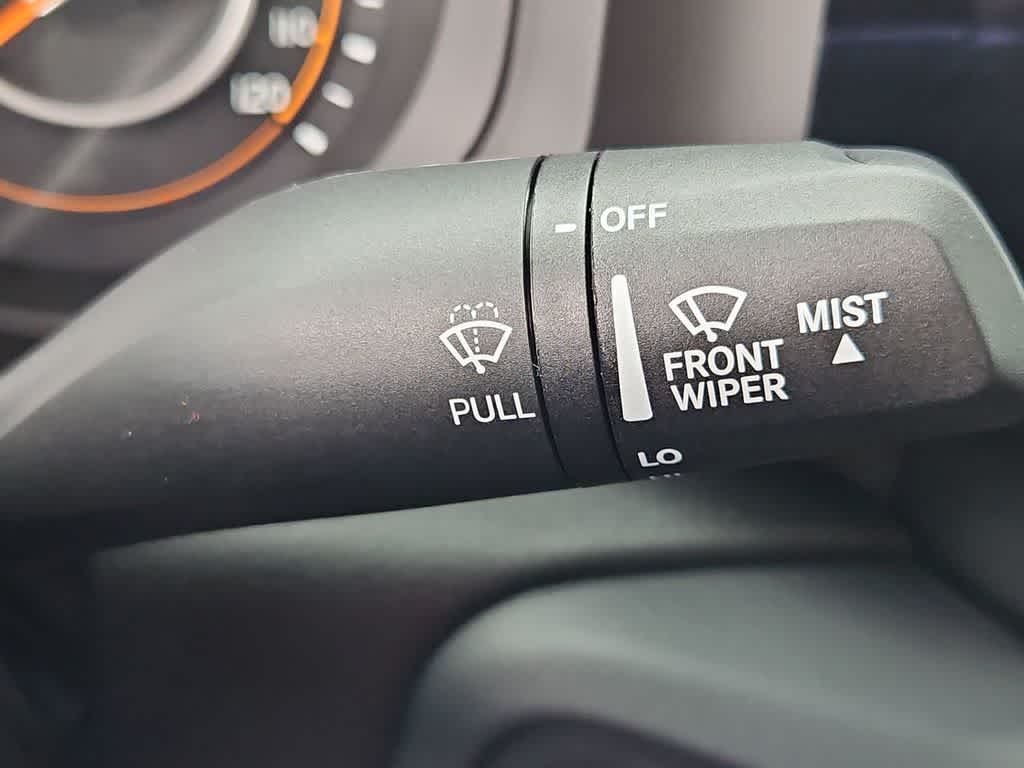 110
120
OFF
PULL
FRONT
WIPER
MIST
LO